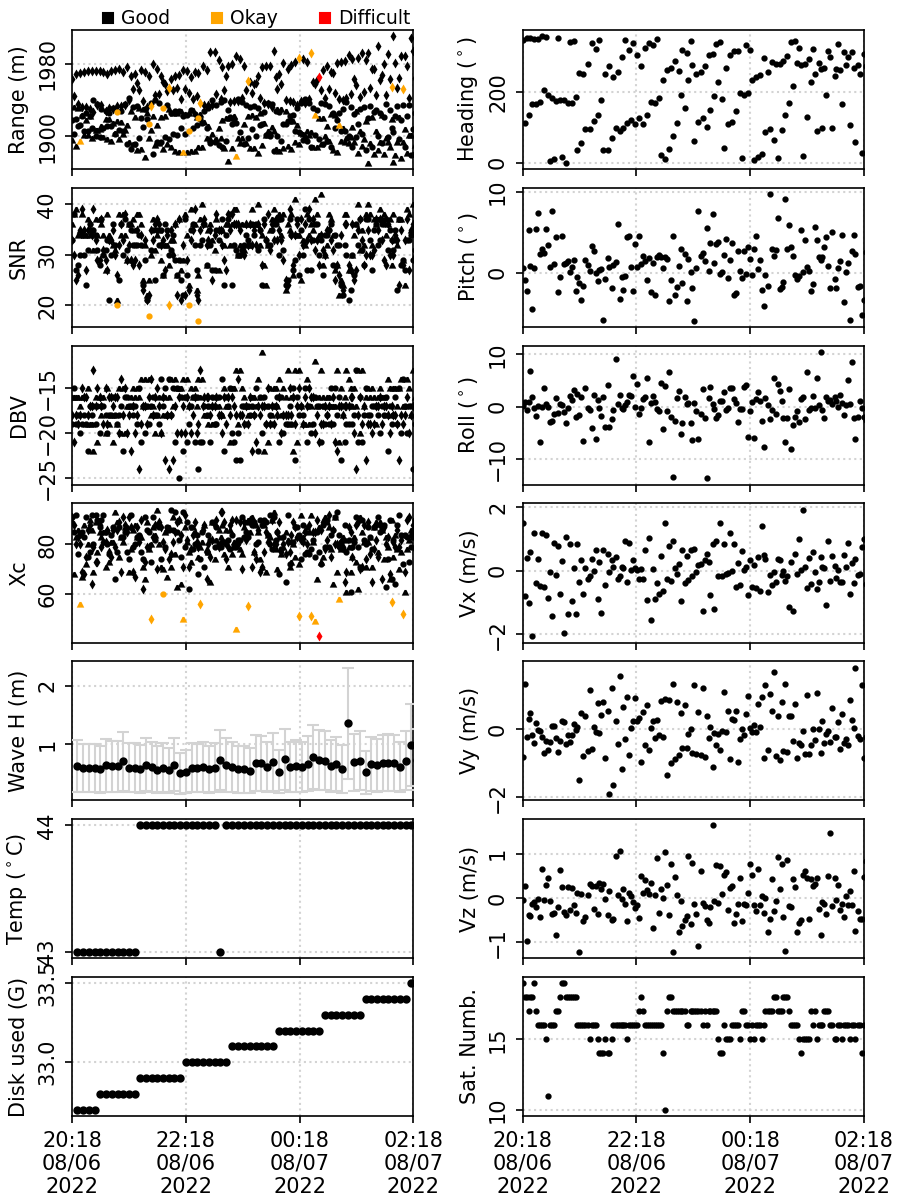 Good Okay Difficult
Range (m)
1980
1900
Heading (°)
200
0
SNR
40
30
20
Pitch (°)
10
0
DBV
−15
−20
−25
Roll (°)
10
0
−10
Xc
80
60
Vx (m/s)
2
0
−2
Wave H (m)
2
1
Vy (m/s)
0
−2
Temp (°C)
44
43
Vz (m/s)
1
0
−1
Disk used (G)
33.5
33.0
Sat. Numb.
15
10
20:18 22:18 00:18 02:18
08/06 08/06 08/07 08/07
2022 2022 2022 2022
20:18 22:18 00:18 02:18
08/06 08/06 08/07 08/07
2022 2022 2022 2022